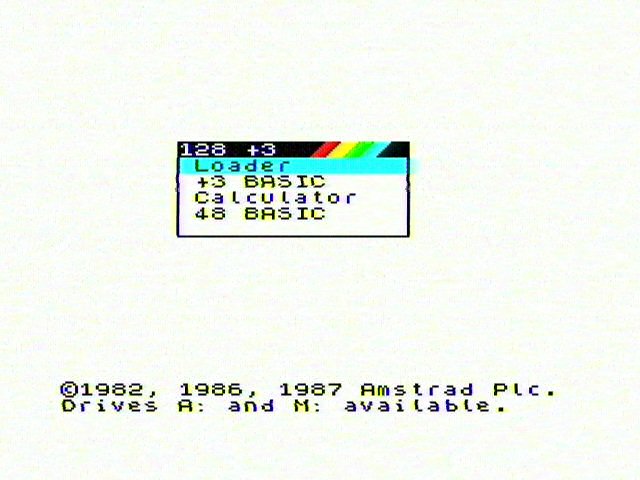 128 +3
Loader
+3 BASIC
Calculator
48 BASIC
©1982, 1986, 1987 Amstrad Plc.
Drives A: and M: available.